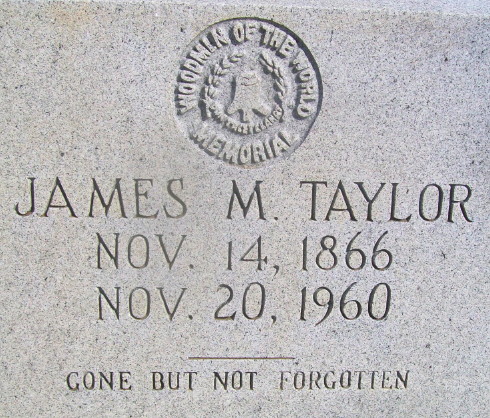 WOODMEN OF THE WORLD
MEMORIAL
JAMES M. TAYLOR
NOV. 14, 1866
NOV. 20, 1960
GONE BUT NOT FORGOTTEN